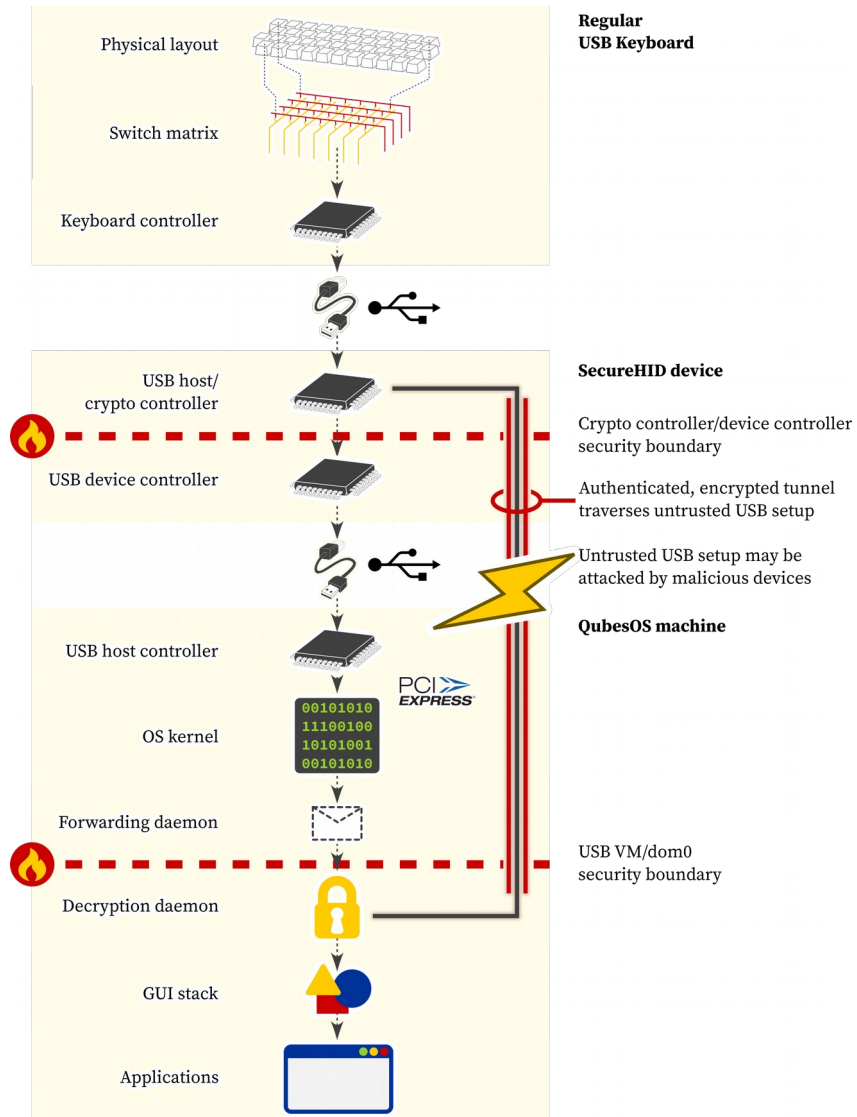 Physical layout
Regular
USB Keyboard
Switch matrix
Keyboard controller
USB host/
crypto controller
SecureHID device
Crypto controller/device controller
security boundary
USB device controller
Authenticated, encrypted tunnel
traverses untrusted USB setup
Untrusted USB setup may be
attacked by malicious devices
QubesOS machine
USB host controller
PCI
EXPRESS®
OS kernel
00101010
11100100
10101001
00101010
Forwarding daemon
USB VM/dom0
security boundary
Decryption daemon
GUI stack
Applications